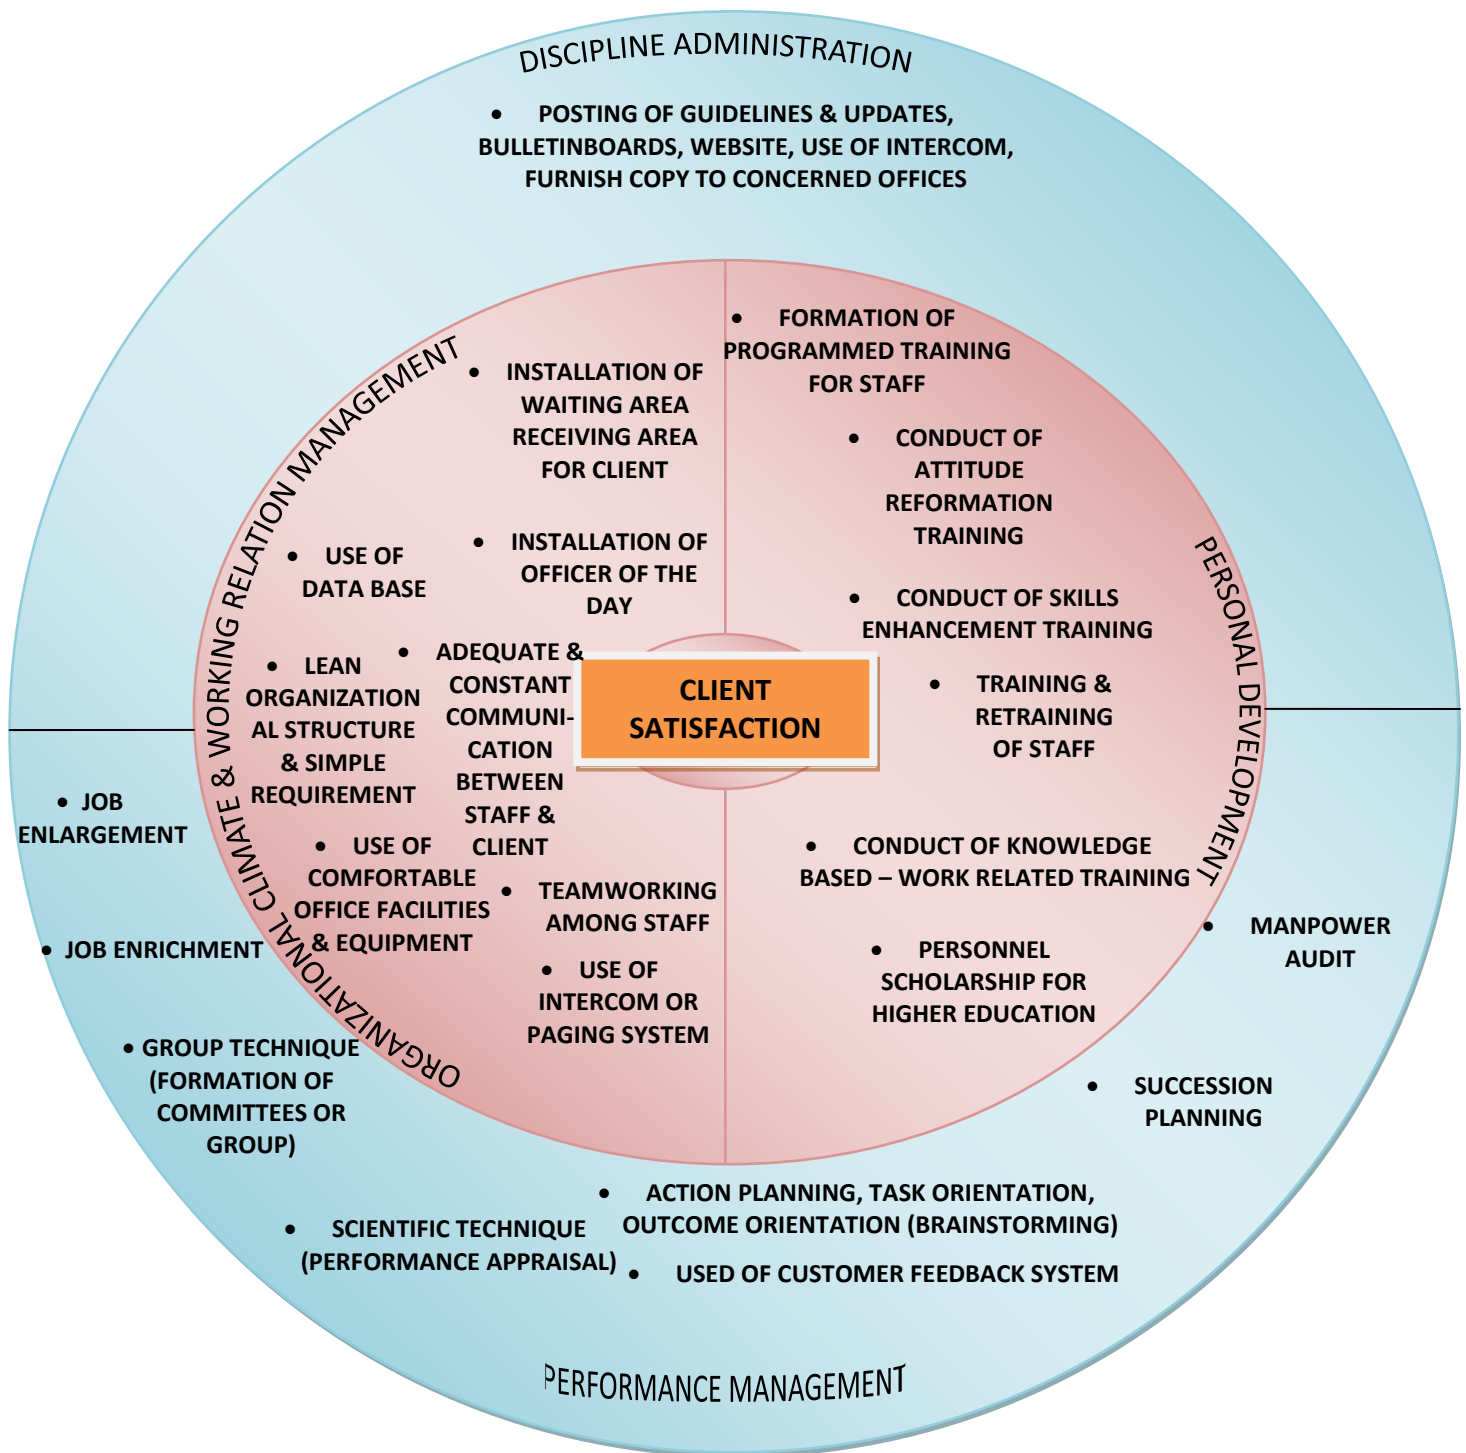 DISCIPLINE ADMINISTRATION
• POSTING OF GUIDELINES & UPDATES,
BULLETINBOARDS, WEBSITE, USE OF INTERCOM,
FURNISH COPY TO CONCERNED OFFICES
ORGANIZATIONAL CLIMATE & WORKING RELATION MANAGEMENT
• INSTALLATION OF
WAITING AREA
RECEIVING AREA
FOR CLIENT
• USE OF
DATA BASE
• INSTALLATION OF
OFFICER OF THE
DAY
• LEAN
ORGANIZATION
AL STRUCTURE
& SIMPLE
REQUIREMENT
• ADEQUATE &
CONSTANT
COMMUNI-
CATION
BETWEEN
STAFF &
CLIENT
• USE OF
COMFORTABLE
OFFICE FACILITIES
& EQUIPMENT
• TEAMWORKING
AMONG STAFF
• USE OF
INTERCOM OR
PAGING SYSTEM
CLIENT
SATISFACTION
PERSONAL DEVELOPMENT
• FORMATION OF
PROGRAMMED TRAINING
FOR STAFF
• CONDUCT OF
ATTITUDE
REFORMATION
TRAINING
• CONDUCT OF SKILLS
ENHANCEMENT TRAINING
• TRAINING &
RETRAINING
OF STAFF
• CONDUCT OF KNOWLEDGE
BASED – WORK RELATED TRAINING
• PERSONNEL
SCHOLARSHIP FOR
HIGHER EDUCATION
• JOB
ENLARGEMENT
• JOB ENRICHMENT
• GROUP TECHNIQUE
(FORMATION OF
COMMITTEES OR
GROUP)
• SCIENTIFIC TECHNIQUE
(PERFORMANCE APPRAISAL)
• ACTION PLANNING, TASK ORIENTATION,
OUTCOME ORIENTATION (BRAINSTORMING)
• USED OF CUSTOMER FEEDBACK SYSTEM
• MANPOWER
AUDIT
• SUCCESSION
PLANNING
PERFORMANCE MANAGEMENT